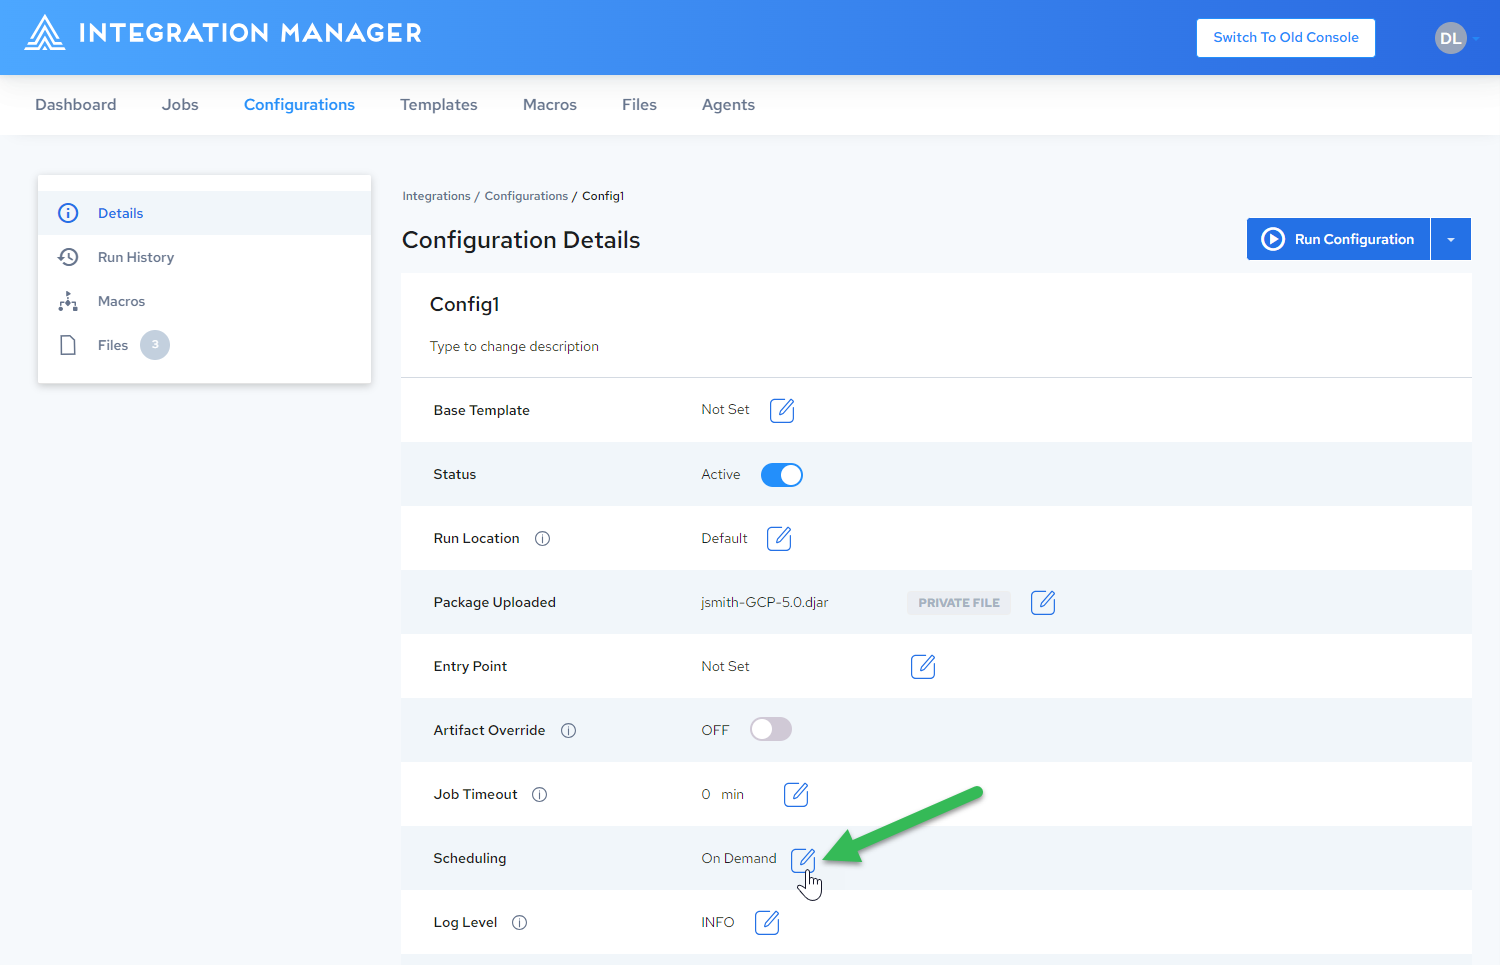 INTEGRATION MANAGER
Switch To Old Console
DL
Dashboard Jobs Configurations Templates Macros Files Agents
Details
Run History
Macros
Files 3
Integrations / Configurations / Config1
Configuration Details
Run Configuration
Config1
Type to change description
Base Template Not Set
Status Active
Run Location Default
Package Uploaded jsmith-GCP-5.0.djar PRIVATE FILE
Entry Point Not Set
Artifact Override OFF
Job Timeout 0 min
Scheduling On Demand
Log Level INFO